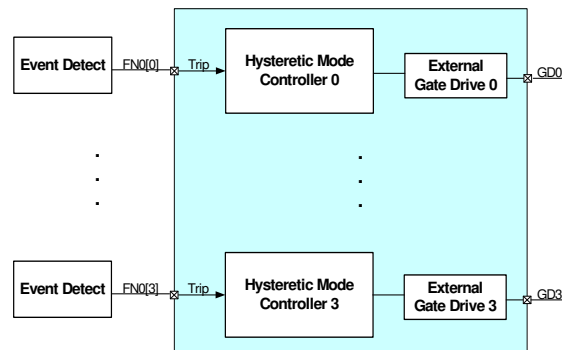 Event Detect
FN0[0]
Trip
Hysteretic Mode
Controller 0
External
Gate Drive 0
GD0
Event Detect
FN0[3]
Trip
Hysteretic Mode
Controller 3
External
Gate Drive 3
GD3